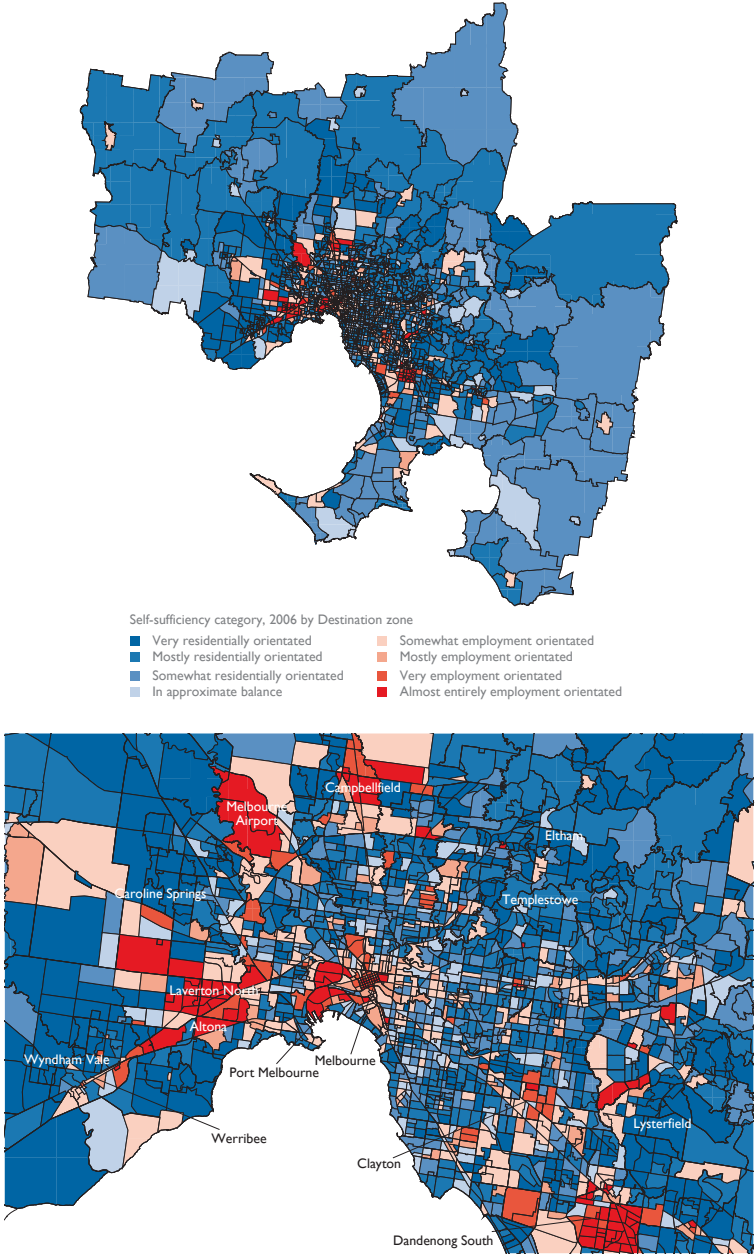 Self-sufficiency category, 2006 by Destination zone
Very residentially orientated
Mostly residentially orientated
Somewhat residentially orientated
In approximate balance
Somewhat employment orientated
Mostly employment orientated
Very employment orientated
Almost entirely employment orientated
Campbellfield
Melbourne
Airport
Eltham
Caroline Springs
Templestowe
Laverton North
Altona
Wyndham Vale
Melbourne
Port Melbourne
Lysterfield
Werribee
Clayton
Dandenong South